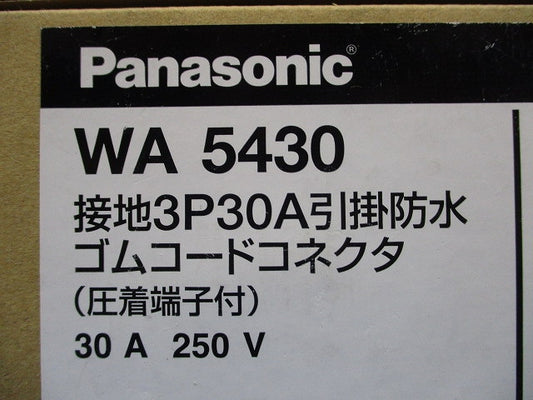 Panasonic®
WA 5430
接地3P30A引掛防水
ゴムコードコネクタ
(圧着端子付)
30 A 250 V